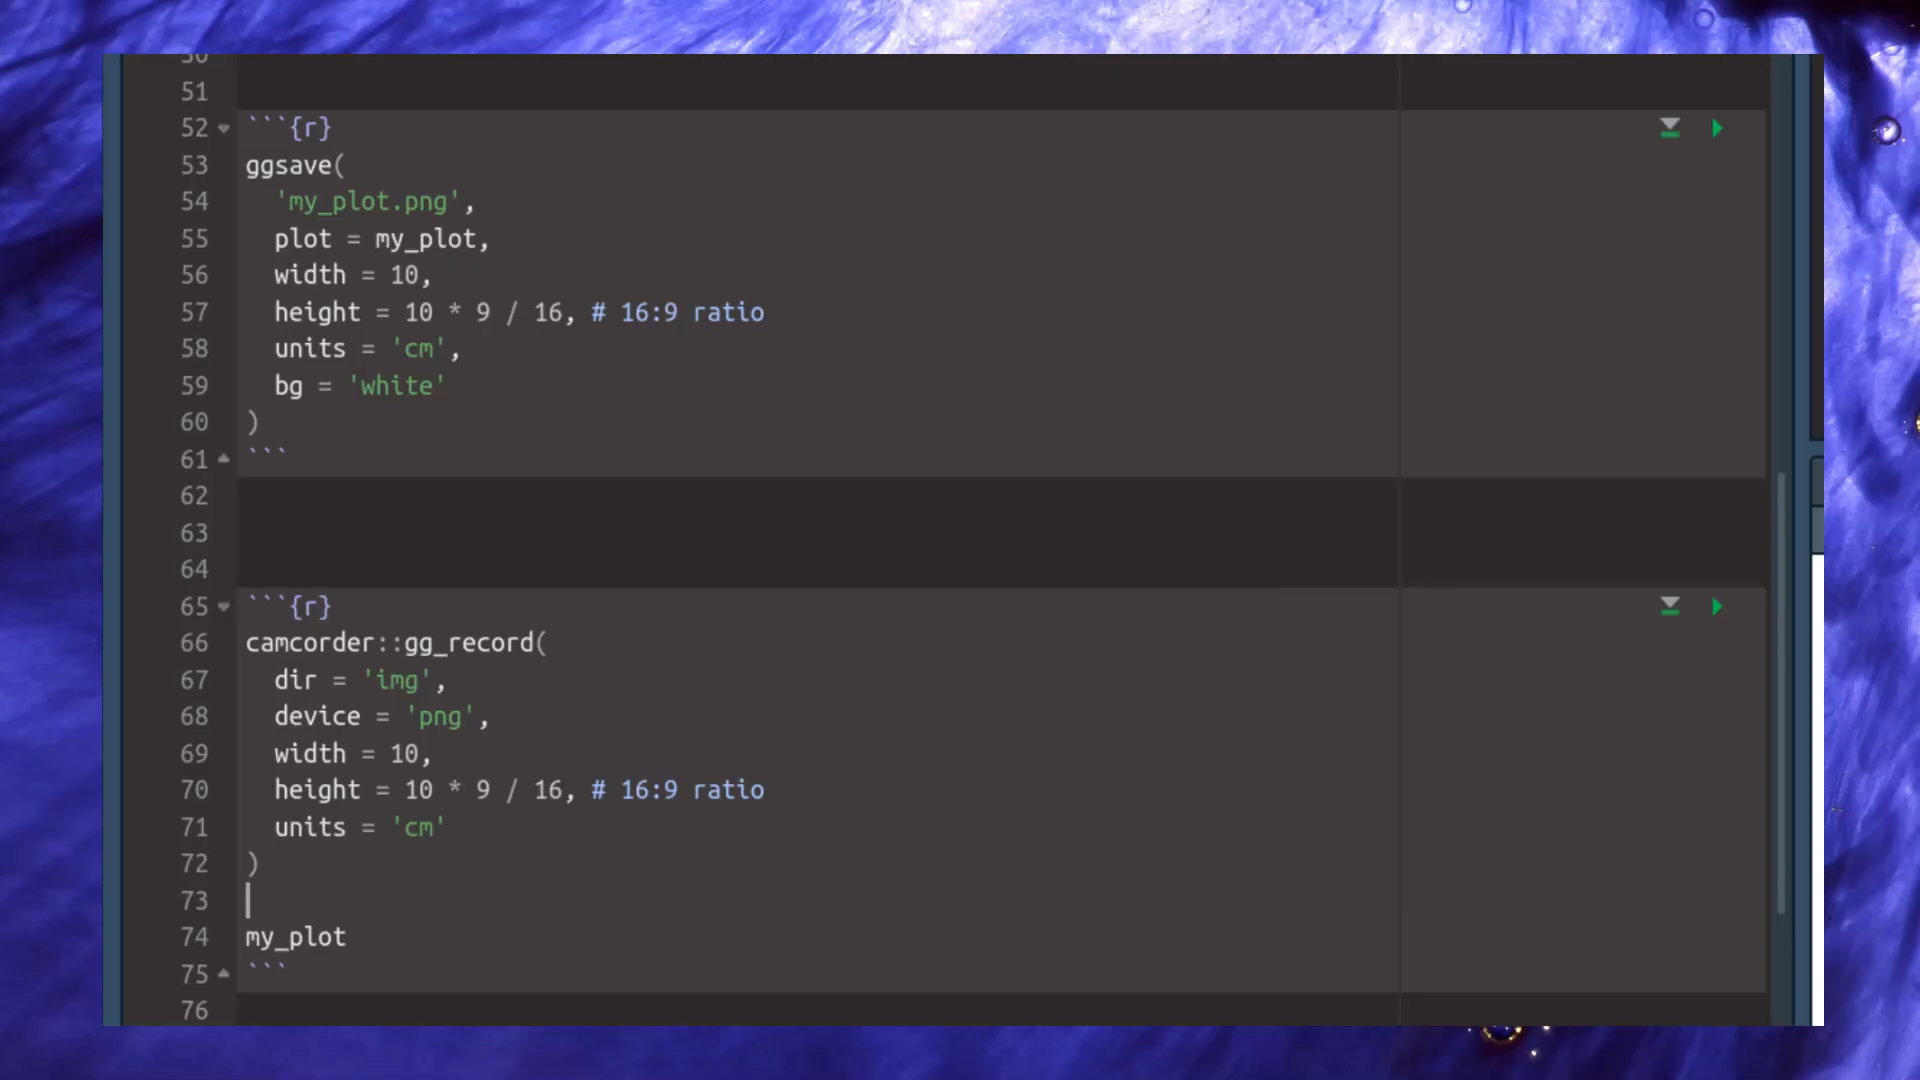 50
51
52 ```{r}
53 ggsave(
54 'my_plot.png',
55 plot = my_plot,
56 width = 10,
57 height = 10 * 9 / 16, # 16:9 ratio
58 units = 'cm',
59 bg = 'white'
60 )
61 ```
62
63
64
65 ```{r}
66 camcorder::gg_record(
67 dir = 'img',
68 device = 'png',
69 width = 10,
70 height = 10 * 9 / 16, # 16:9 ratio
71 units = 'cm'
72 )
73
74 my_plot
75 ```
76